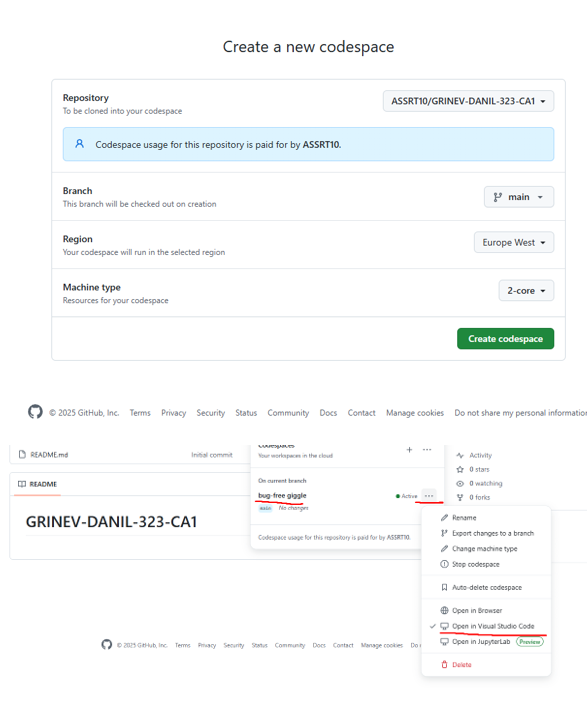 Create a new codespace
Repository
To be cloned into your codespace
ASSRT10/GRINEV-DANIL-323-CA1
Codespace usage for this repository is paid for by ASSRT10.
Branch
This branch will be checked out on creation
main
Region
Your codespace will run in the selected region
Europe West
Machine type
Resources for your codespace
2-core
Create codespace
© 2025 GitHub, Inc. Terms Privacy Security Status Community Docs Contact Manage cookies Do not share my personal information
README.md Initial commit
README
GRINEV-DANIL-323-CA1
Codespaces
Your workspaces in the cloud
On current branch
bug-free giggle
Active
main No changes
Codespace usage for this repository is paid for by ASSRT10.
Activity
0 stars
0 watching
0 forks
Rename
Export changes to a branch
Change machine type
Stop codespace
Auto-delete codespace
Open in Browser
Open in Visual Studio Code
Open in JupyterLab Preview
Delete
© 2025 GitHub, Inc. Terms Privacy Security Status Community Docs Contact Manage cookies Do